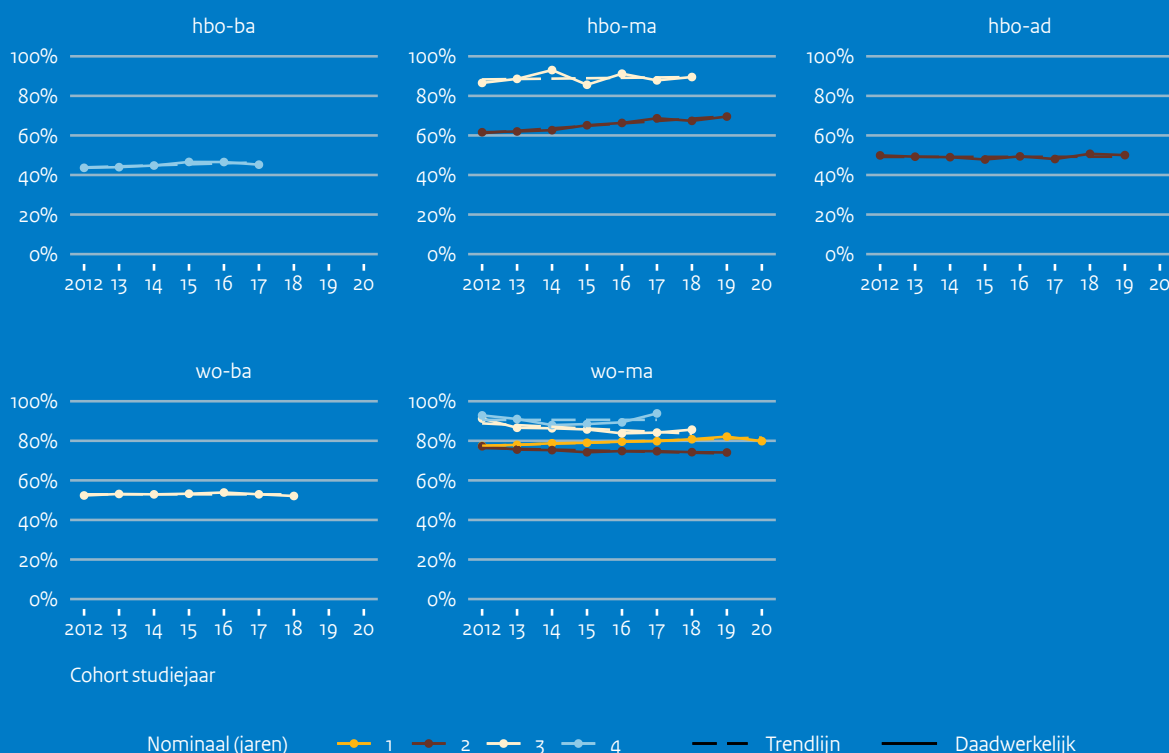 hbo-ba hbo-ma hbo-ad
100% 100% 100%
80% 80% 80%
60% 60% 60%
40% 40% 40%
20% 20% 20%
0% 0% 0%
2012 13 14 15 16 17 18 19 20 2012 13 14 15 16 17 18 19 20 2012 13 14 15 16 17 18 19 20
wo-ba wo-ma
100% 100%
80% 80%
60% 60%
40% 40%
20% 20%
0% 0%
2012 13 14 15 16 17 18 19 20 2012 13 14 15 16 17 18 19 20
Cohort studiejaar
Nominaal (jaren) 1 2 3 4 Trendlijn Daadwerkelijk